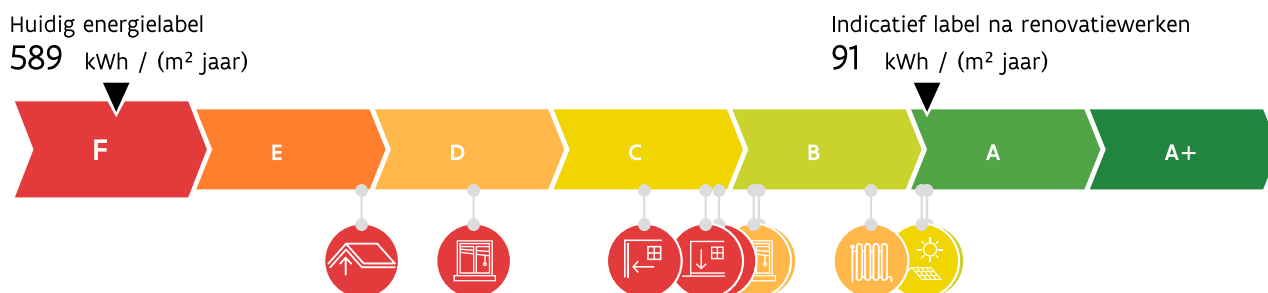 Huidig energielabel
589 kWh / (m² jaar)
Indicatief label na renovatiewerken
91 kWh / (m² jaar)
F E D C B A A+